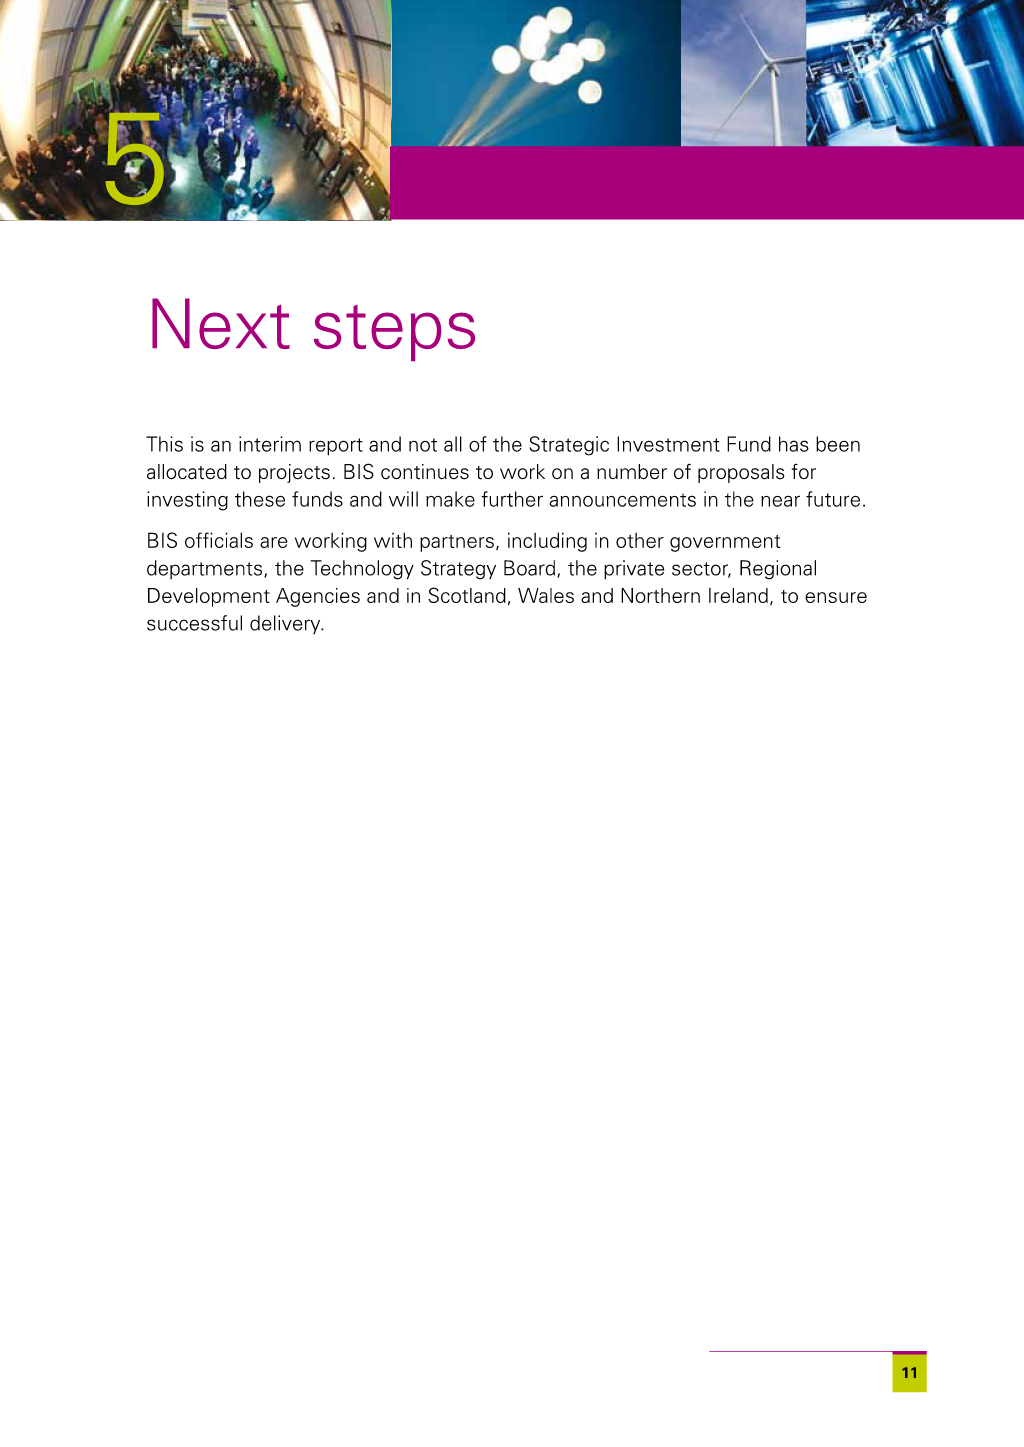 5
Next steps
This is an interim report and not all of the Strategic Investment Fund has been
allocated to projects. BIS continues to work on a number of proposals for
investing these funds and will make further announcements in the near future.
BIS officials are working with partners, including in other government
departments, the Technology Strategy Board, the private sector, Regional
Development Agencies and in Scotland, Wales and Northern Ireland, to ensure
successful delivery.
11